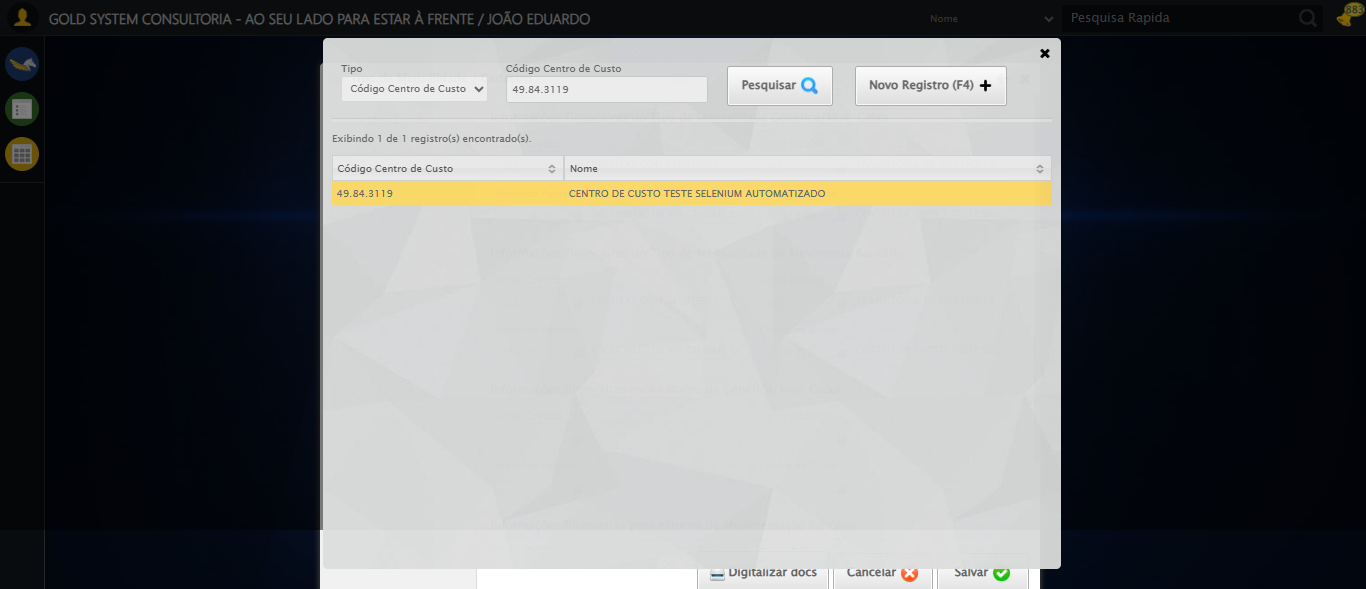 GOLD SYSTEM CONSULTORIA - AO SEU LADO PARA ESTAR À FRENTE / JOÃO EDUARDO
Nome
Pesquisa Rapida
883
Tipo
Código Centro de Custo
Código Centro de Custo
49.84.3119
Pesquisar
Novo Registro (F4)
Exibindo 1 de 1 registro(s) encontrado(s).
Código Centro de Custo
Nome
49.84.3119
CENTRO DE CUSTO TESTE SELENIUM AUTOMATIZADO
Digitalizar docs
Cancelar
Salvar